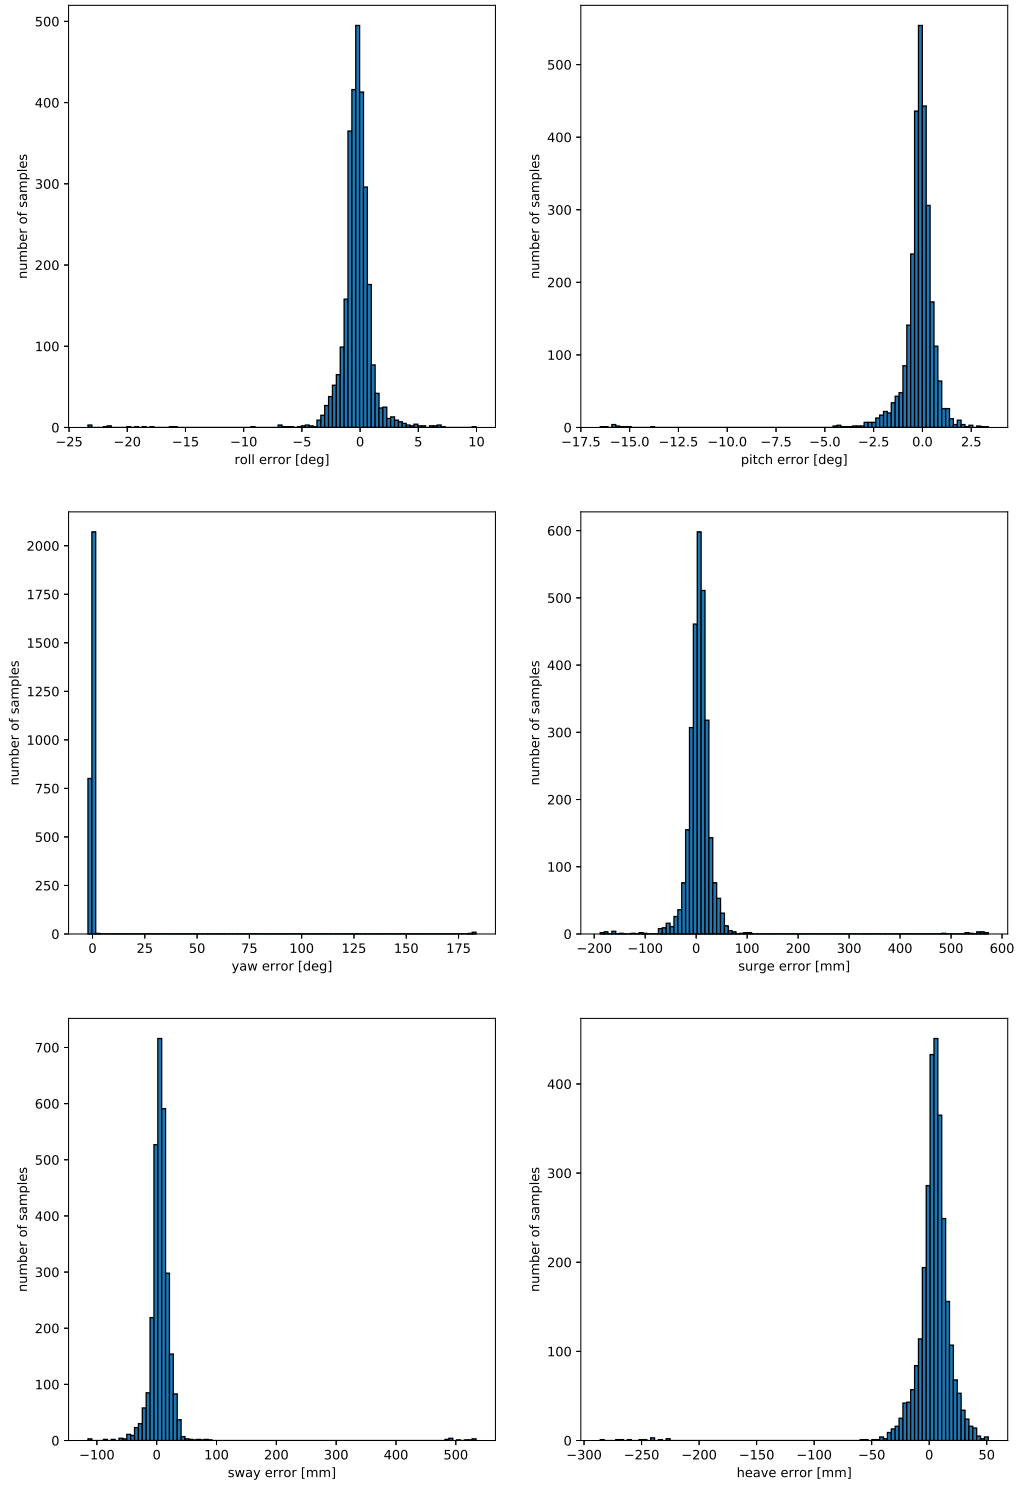 500
400
300
200
100
0
−25 −20 −15 −10 −5 0 5 10
roll error [deg]
number of samples
500
400
300
200
100
0
−17.5 −15.0 −12.5 −10.0 −7.5 −5.0 −2.5 0.0 2.5
pitch error [deg]
number of samples
2000
1750
1500
1250
1000
750
500
250
0
0 25 50 75 100 125 150 175
yaw error [deg]
number of samples
600
500
400
300
200
100
0
−200 −100 0 100 200 300 400 500 600
surge error [mm]
number of samples
700
600
500
400
300
200
100
0
−100 0 100 200 300 400 500
sway error [mm]
number of samples
400
300
200
100
0
−300 −250 −200 −150 −100 −50 0 50
heave error [mm]
number of samples